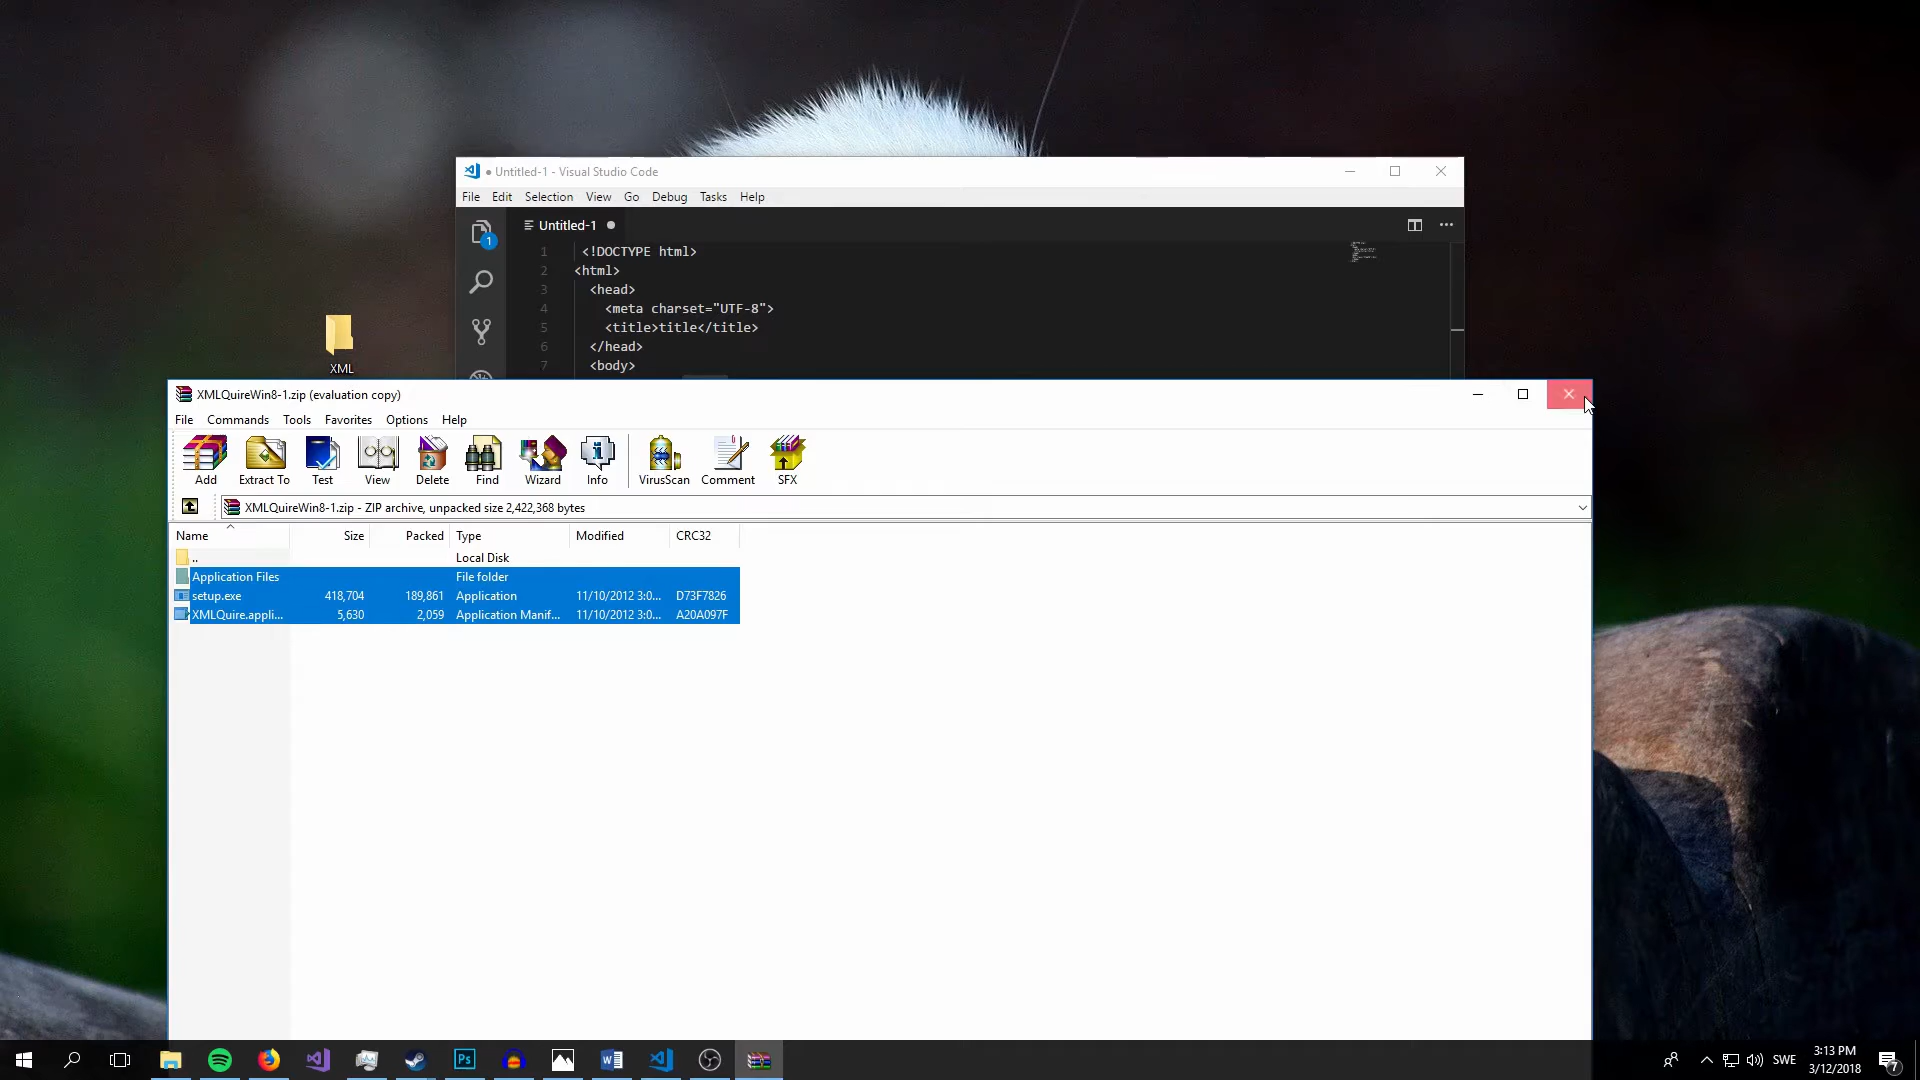 ● Untitled-1 - Visual Studio Code
File Edit Selection View Go Debug Tasks Help
1
Untitled-1
1 <!DOCTYPE html>
2 <html>
3 <head>
4 <meta charset="UTF-8">
5 <title>title</title>
6 </head>
7 <body>
XML
XMLQuireWin8-1.zip (evaluation copy)
File Commands Tools Favorites Options Help
Add Extract To Test View Delete Find Wizard Info VirusScan Comment SFX
XMLQuireWin8-1.zip - ZIP archive, unpacked size 2,422,368 bytes
Name Size Packed Type Modified CRC32
.. Local Disk
Application Files File folder
setup.exe 418,704 189,861 Application 11/10/2012 3:0... D73F7826
XMLQuire.appli... 5,630 2,059 Application Manif... 11/10/2012 3:0... A20A097F
Ps
SWE
3:13 PM
3/12/2018
7